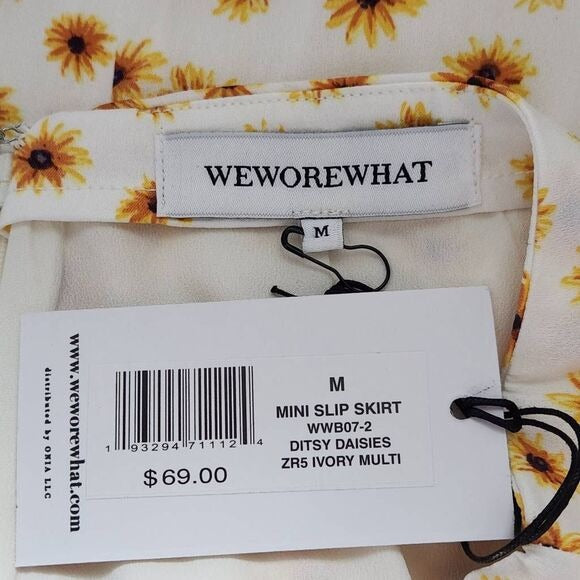 WEWOREWHAT
M
www.weworewhat.com
distributed by ONIA LLC
1 93294 71112 4
$69.00
M
MINI SLIP SKIRT
WWB07-2
DITSY DAISIES
ZR5 IVORY MULTI